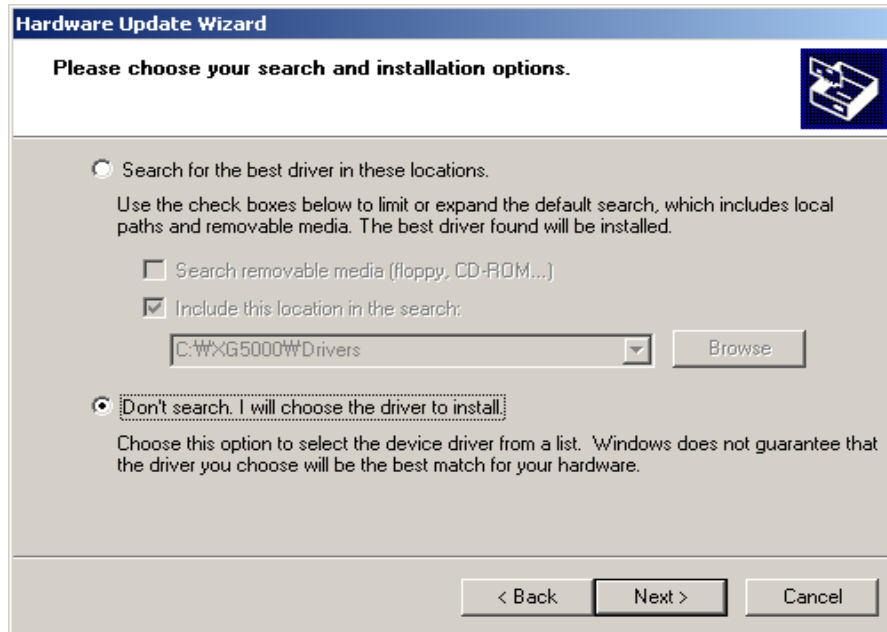 Hardware Update Wizard
Please choose your search and installation options.
Search for the best driver in these locations.
Use the check boxes below to limit or expand the default search, which includes local
paths and removable media. The best driver found will be installed.
Search removable media (floppy, CD-ROM...)
Include this location in the search:
C:₩XG5000₩Drivers
Browse
Don't search. I will choose the driver to install.
Choose this option to select the device driver from a list.  Windows does not guarantee that
the driver you choose will be the best match for your hardware.
< Back
Next >
Cancel